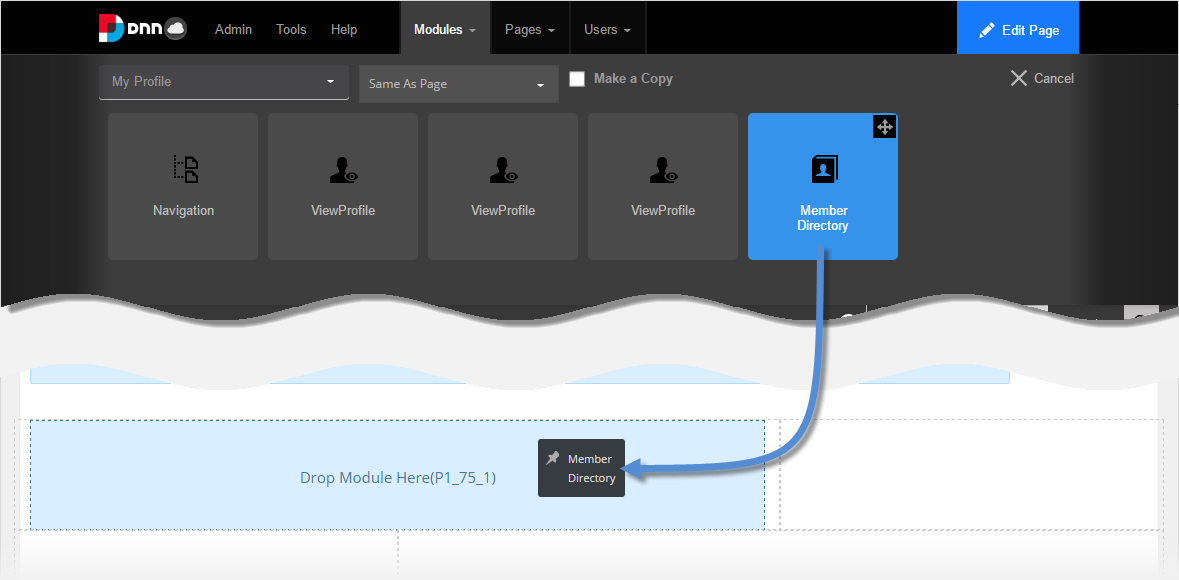 DNN
Admin Tools Help Modules Pages Users Edit Page
My Profile Same As Page Make a Copy Cancel
Navigation ViewProfile ViewProfile ViewProfile Member
Directory
Drop Module Here(P1_75_1)
Member
Directory